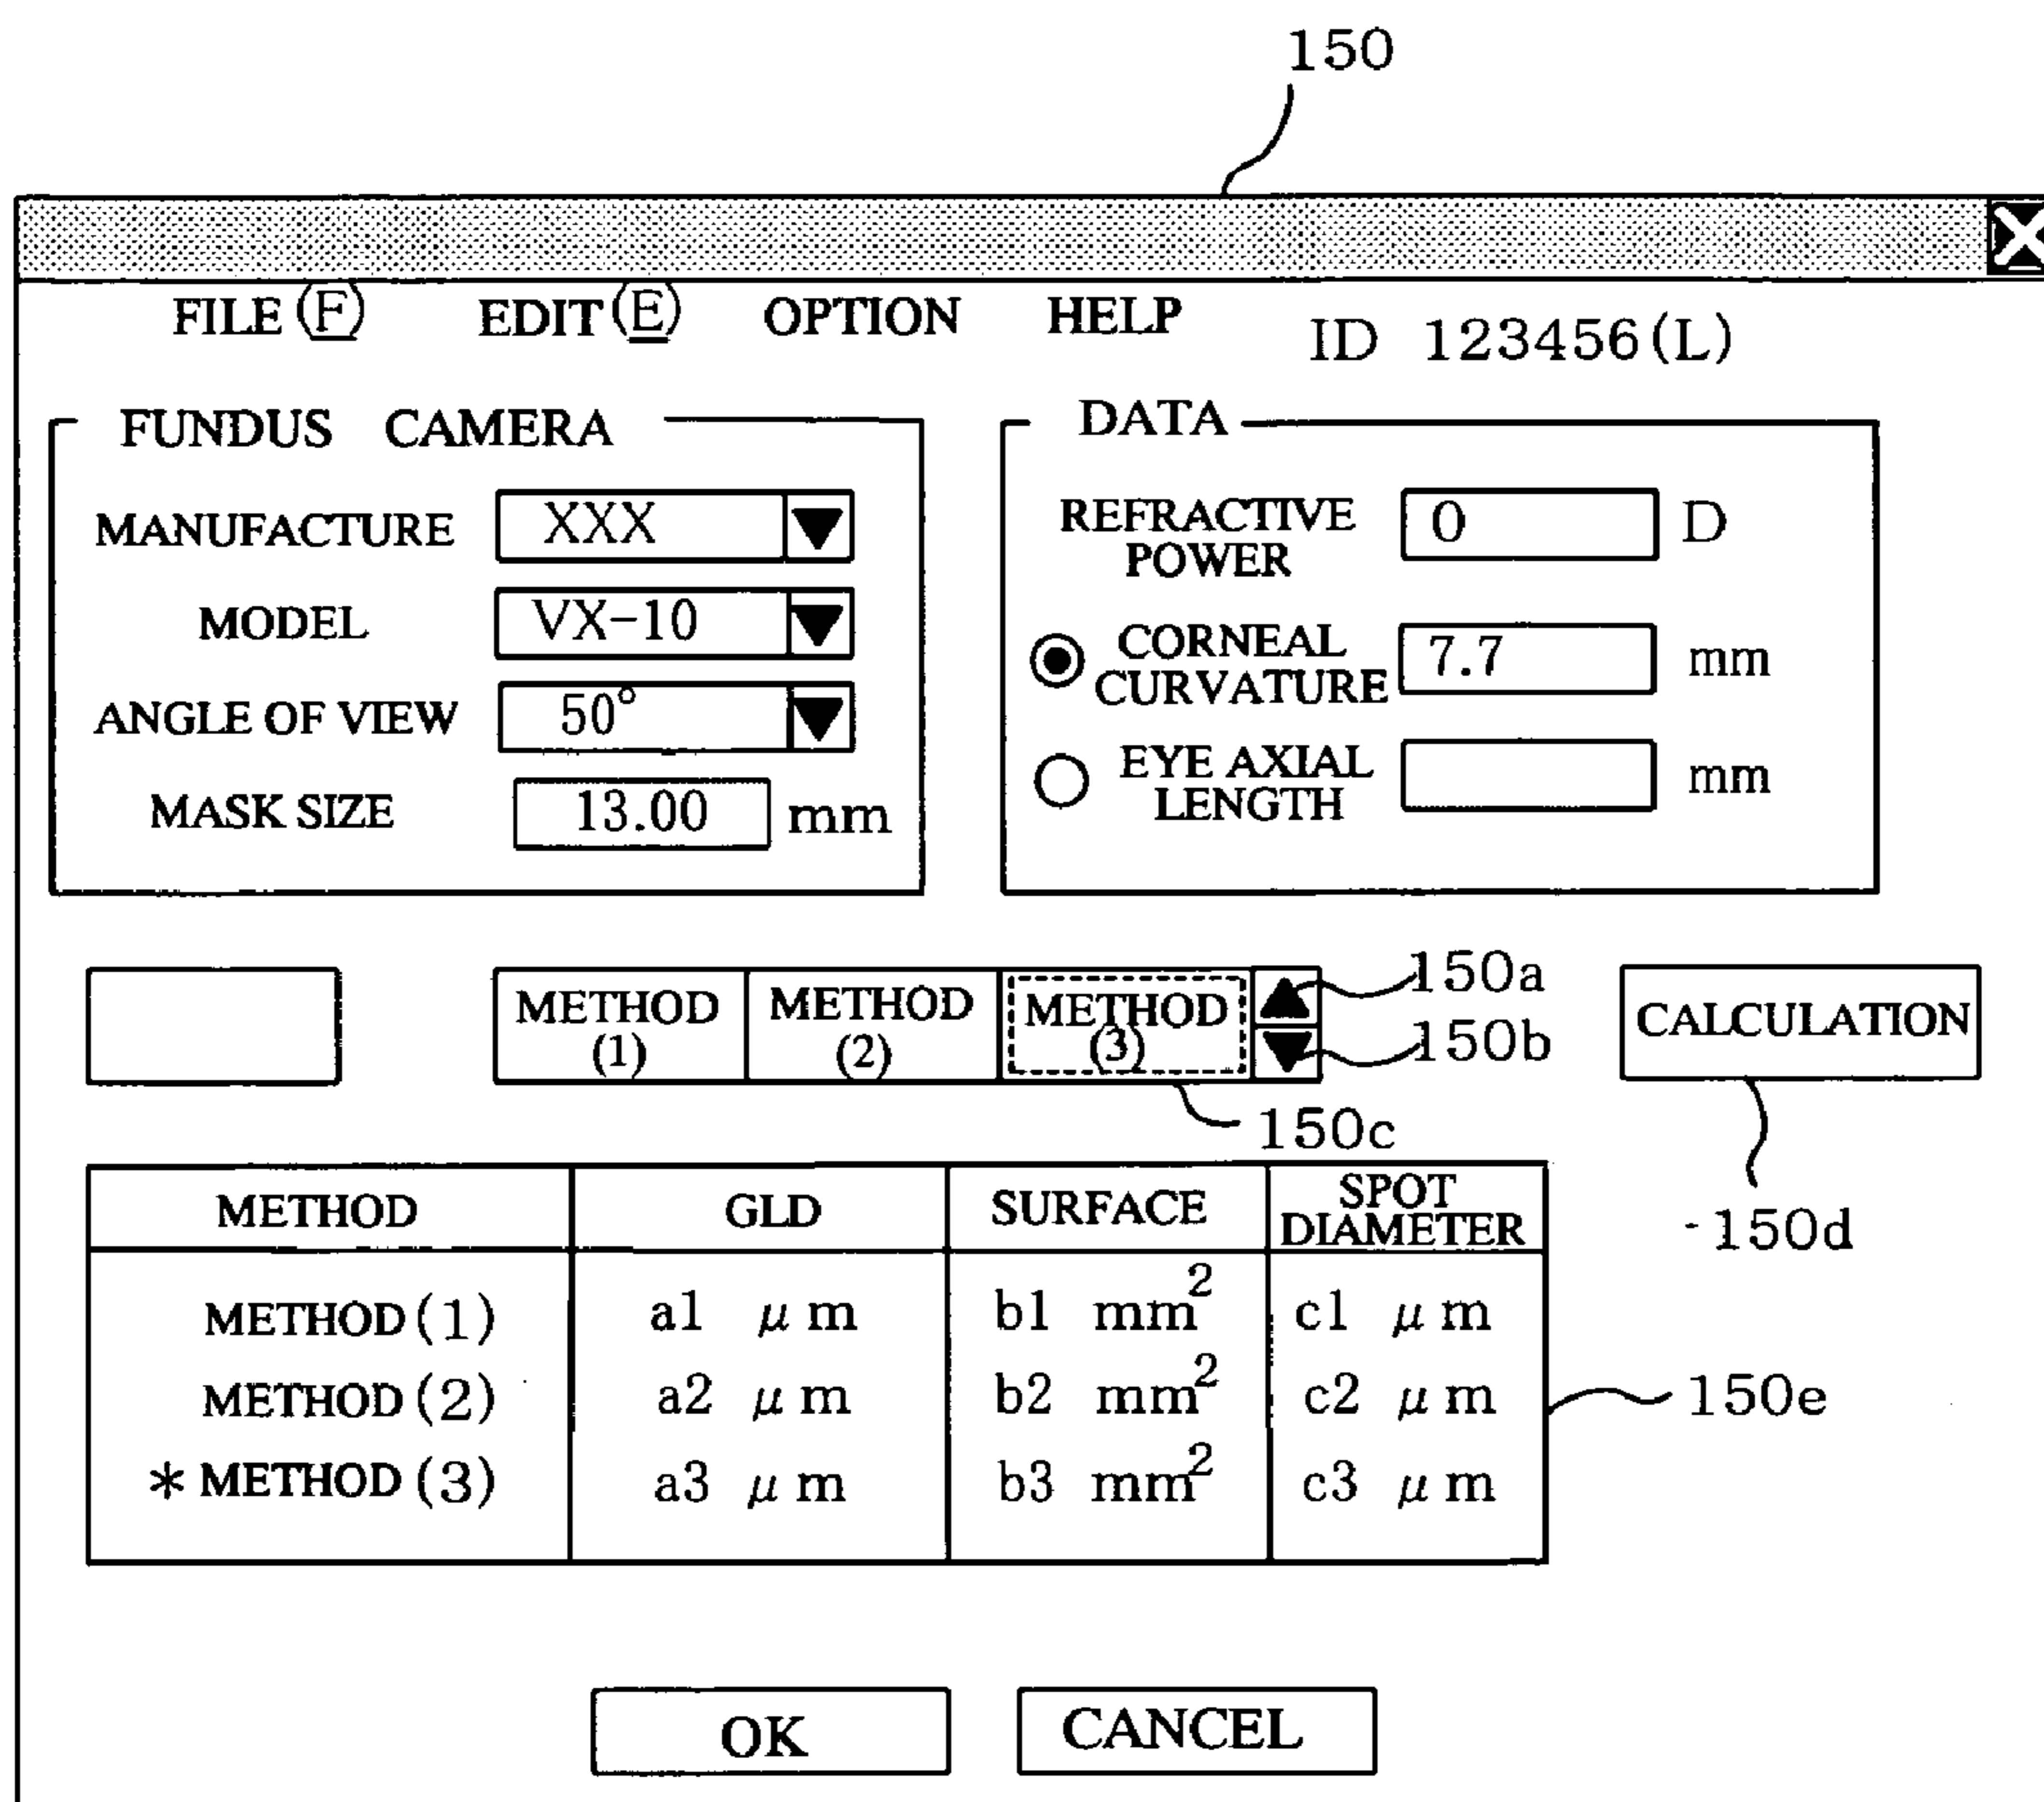 150
FILE (F) EDIT (E) OPTION HELP ID 123456(L)
FUNDUS CAMERA
MANUFACTURE XXX
MODEL VX-10
ANGLE OF VIEW 50°
MASK SIZE 13.00 mm
DATA
REFRACTIVE
POWER
0 D
CORNEAL
CURVATURE
7.7 mm
EYE AXIAL
LENGTH
mm
METHOD
(1)
METHOD
(2)
METHOD
(3)
150a
150b
150c
CALCULATION
150d
METHOD GLD SURFACE SPOT
DIAMETER
METHOD(1) a1 μm b1 mm² c1 μm
METHOD(2) a2 μm b2 mm² c2 μm
*METHOD(3) a3 μm b3 mm² c3 μm
150e
OK CANCEL